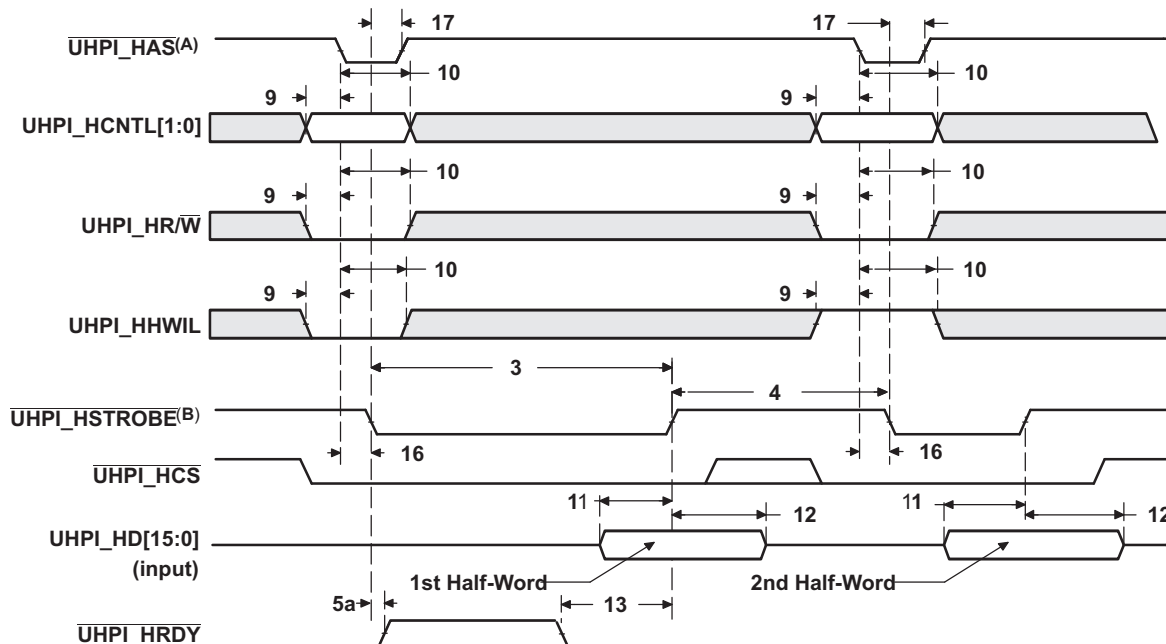 17 17
UHPI_HAS(A)
10 10
9 9
UHPI_HCNTL[1:0]
10 10
9 9
UHPI_HR/W
10 10
9 9
UHPI_HHWIL
3
4
UHPI_HSTROBE(B)
16 16
UHPI_HCS
11 11
12 12
UHPI_HD[15:0]
(input)
1st Half-Word 2nd Half-Word
5a 13
UHPI_HRDY